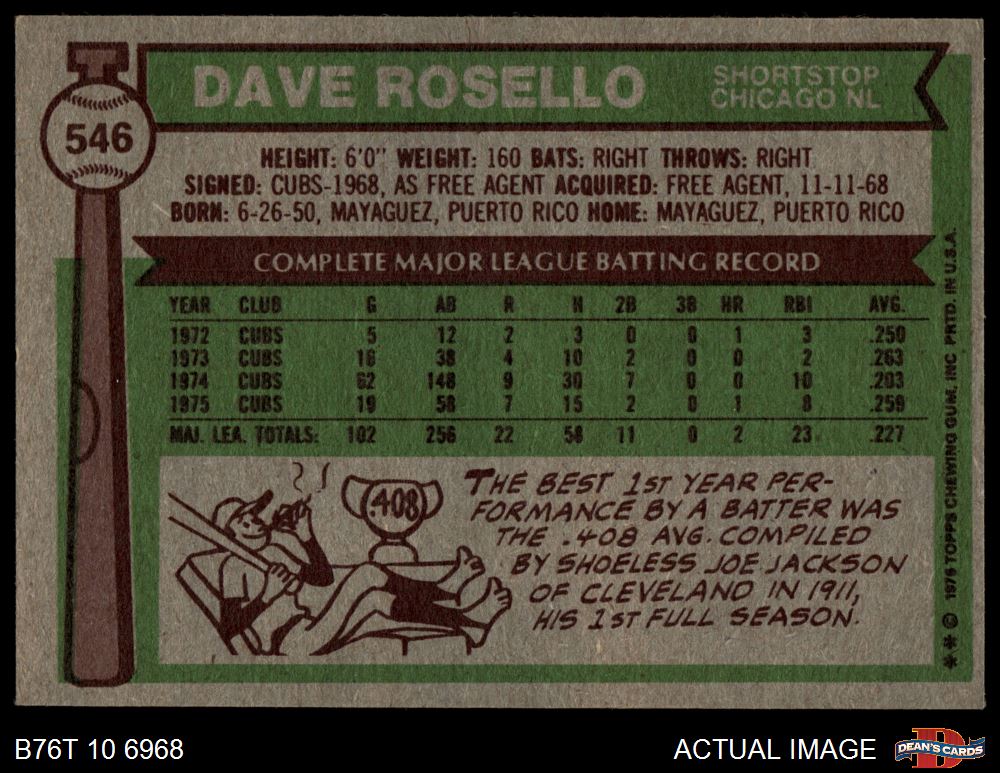 DAVE ROSELLO
SHORTSTOP
CHICAGO NL
546
HEIGHT: 6'0" WEIGHT: 160 BATS: RIGHT THROWS: RIGHT
SIGNED: CUBS-1968, AS FREE AGENT ACQUIRED: FREE AGENT, 11-11-68
BORN: 6-26-50, MAYAGUEZ, PUERTO RICO HOME: MAYAGUEZ, PUERTO RICO
COMPLETE MAJOR LEAGUE BATTING RECORD
YEAR CLUB G AB R H 2B 3B HR RBI AVG.
1972 CUBS 5 12 2 3 0 0 1 3 .250
1973 CUBS 16 38 4 10 2 0 0 2 .263
1974 CUBS 62 148 9 30 7 0 0 10 .203
1975 CUBS 19 58 7 15 2 0 1 8 .259
MAJ. LEA. TOTALS: 102 256 22 58 11 0 2 23 .227
.408
THE BEST 1ST YEAR PER-
FORMANCE BY A BATTER WAS
THE .408 AVG. COMPILED
BY SHOELESS JOE JACKSON
OF CLEVELAND IN 1911,
HIS 1ST FULL SEASON.
** © 1976 TOPPS CHEWING GUM, INC PRTD. IN U.S.A.
B76T 10 6968
ACTUAL IMAGE
D
DEAN'S CARDS